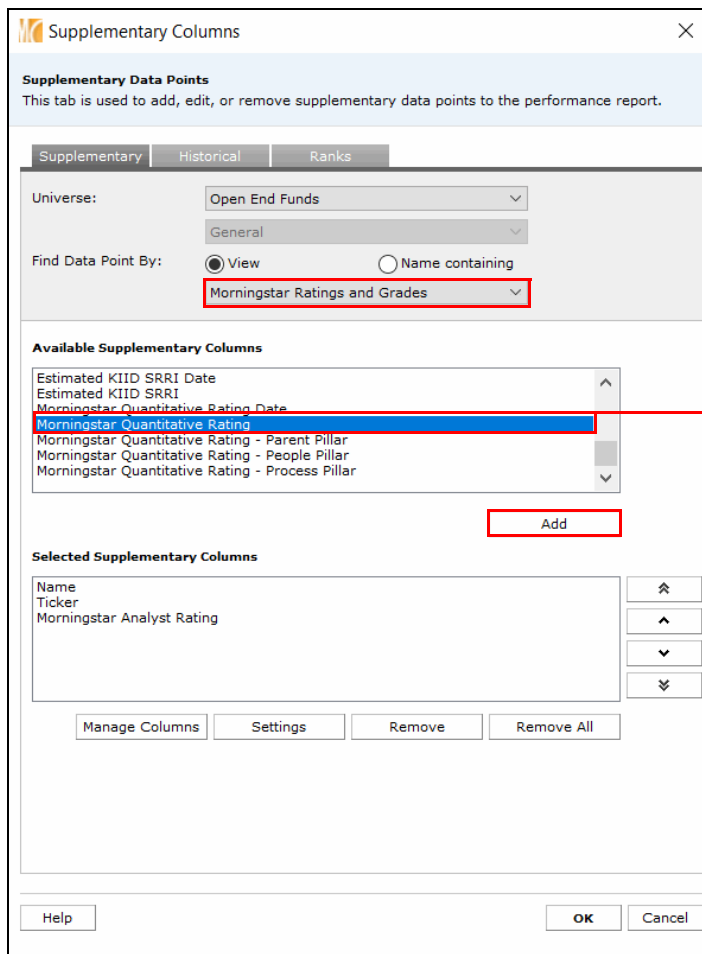 Supplementary Columns
Supplementary Data Points
This tab is used to add, edit, or remove supplementary data points to the performance report.
Supplementary Historical Ranks
Universe: Open End Funds
General
Find Data Point By: View Name containing
Morningstar Ratings and Grades
Available Supplementary Columns
Estimated KIID SRRI Date
Estimated KIID SRRI
Morningstar Quantitative Rating Date
Morningstar Quantitative Rating
Morningstar Quantitative Rating - Parent Pillar
Morningstar Quantitative Rating - People Pillar
Morningstar Quantitative Rating - Process Pillar
Add
Selected Supplementary Columns
Name
Ticker
Morningstar Analyst Rating
Manage Columns Settings Remove Remove All
Help OK Cancel